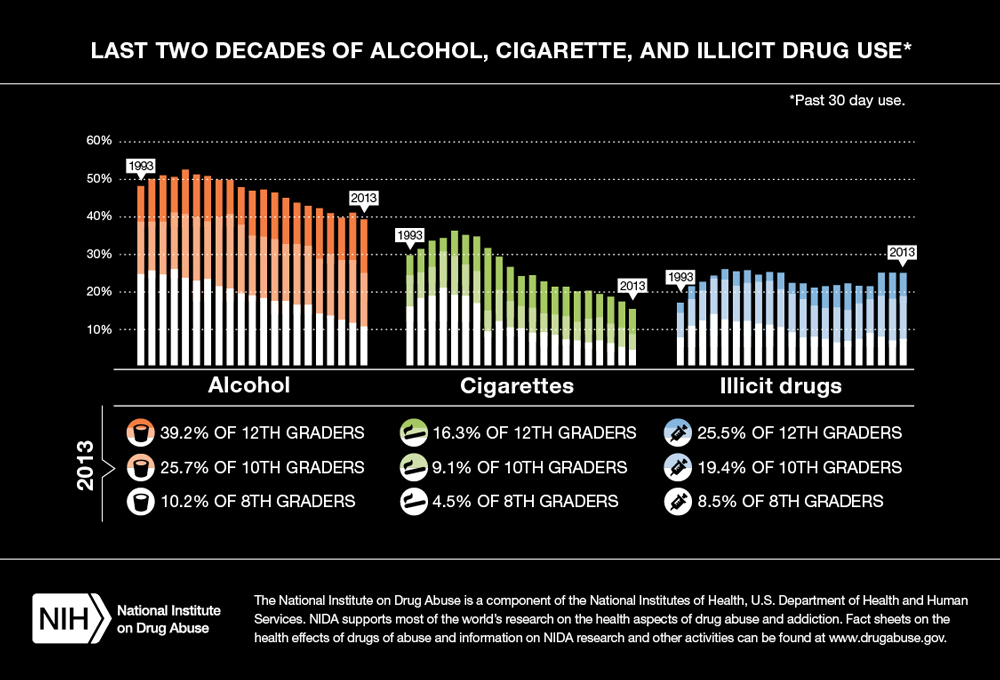 LAST TWO DECADES OF ALCOHOL, CIGARETTE, AND ILLICIT DRUG USE*
*Past 30 day use.
60%
50%
40%
30%
20%
10%
1993
2013
1993
2013
1993
2013
Alcohol
Cigarettes
Illicit drugs
2013
39.2% OF 12TH GRADERS
25.7% OF 10TH GRADERS
10.2% OF 8TH GRADERS
16.3% OF 12TH GRADERS
9.1% OF 10TH GRADERS
4.5% OF 8TH GRADERS
25.5% OF 12TH GRADERS
19.4% OF 10TH GRADERS
8.5% OF 8TH GRADERS
NIH
National Institute
on Drug Abuse
The National Institute on Drug Abuse is a component of the National Institutes of Health, U.S. Department of Health and Human
Services. NIDA supports most of the world's research on the health aspects of drug abuse and addiction. Fact sheets on the
health effects of drugs of abuse and information on NIDA research and other activities can be found at www.drugabuse.gov.